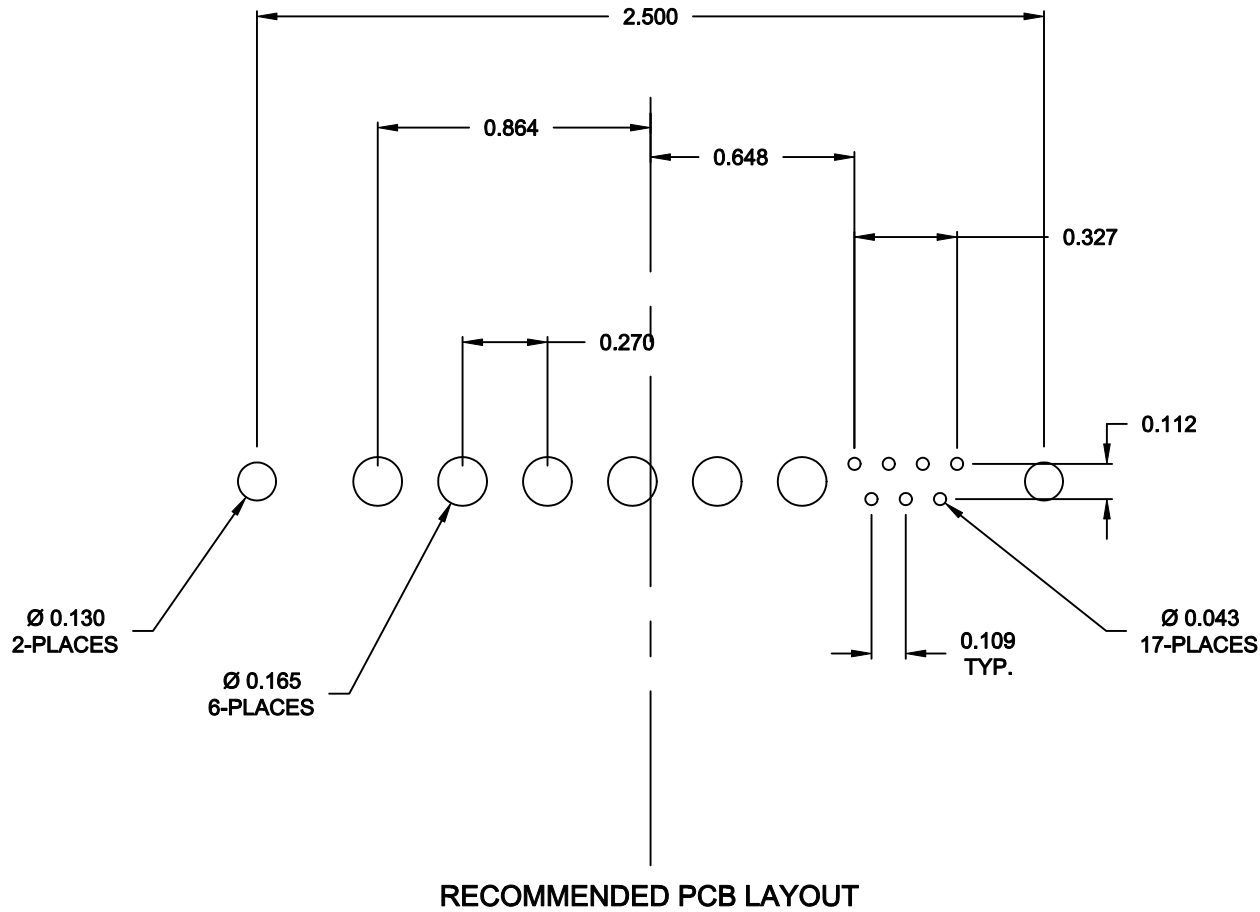 2.500
0.864
0.648
0.327
0.270
0.112
Ø 0.130
2-PLACES
Ø 0.165
6-PLACES
0.109
TYP.
Ø 0.043
17-PLACES
RECOMMENDED PCB LAYOUT